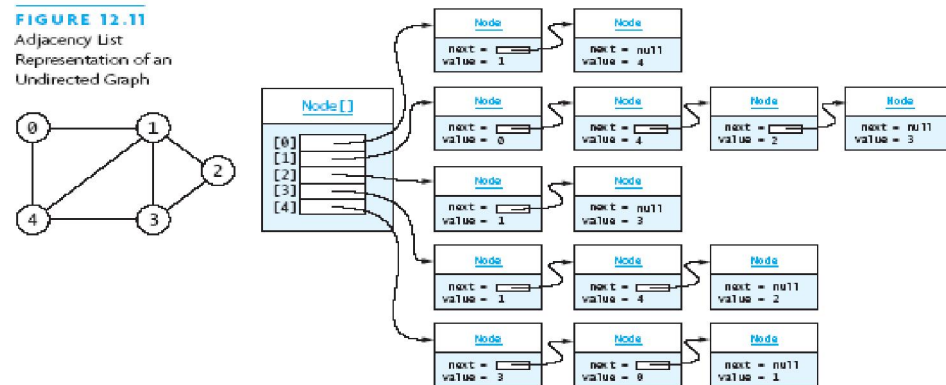 FIGURE 12.11
Adjacency List
Representation of an
Undirected Graph
0
1
2
4
3
Node[]
[0]
[1]
[2]
[3]
[4]
Node
next =
value = 1
Node
next = null
value = 4
Node
next =
value = 0
Node
next =
value = 4
Node
next =
value = 2
Node
next = null
value = 3
Node
next =
value = 1
Node
next = null
value = 3
Node
next =
value = 1
Node
next =
value = 4
Node
next = null
value = 2
Node
next =
value = 3
Node
next =
value = 0
Node
next = null
value = 1